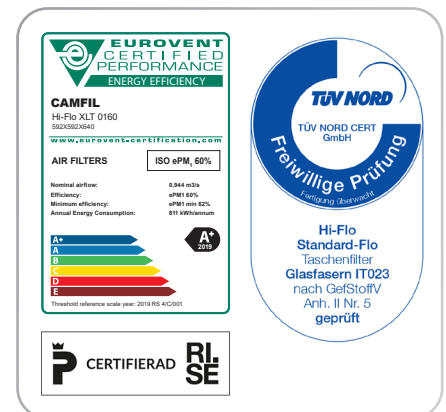 EUROVENT
CERTIFIED
PERFORMANCE
ENERGY EFFICIENCY
CAMFIL
Hi-Flo XLT 0160
592X592X640
www.eurovent-certification.com
AIR FILTERS
ISO ePM, 60%
Nominal airflow: 0,944 m3/s
Efficiency: ePM1 60%
Minimum efficiency: ePM1 min 62%
Annual Energy Consumption: 811 kWh/annum
A+
A
B
C
D
E
A+
2019
Threshold reference scale year: 2019 RS 4/C/001
P CERTIFIERAD
RI.
SE
TÜV NORD
TÜV NORD CERT
GmbH
Freiwillige Prüfung
Fertigung überwacht
Hi-Flo
Standard-Flo
Taschenfilter
Glasfasern IT023
nach GefStoffV
Anh. II Nr. 5
geprüft